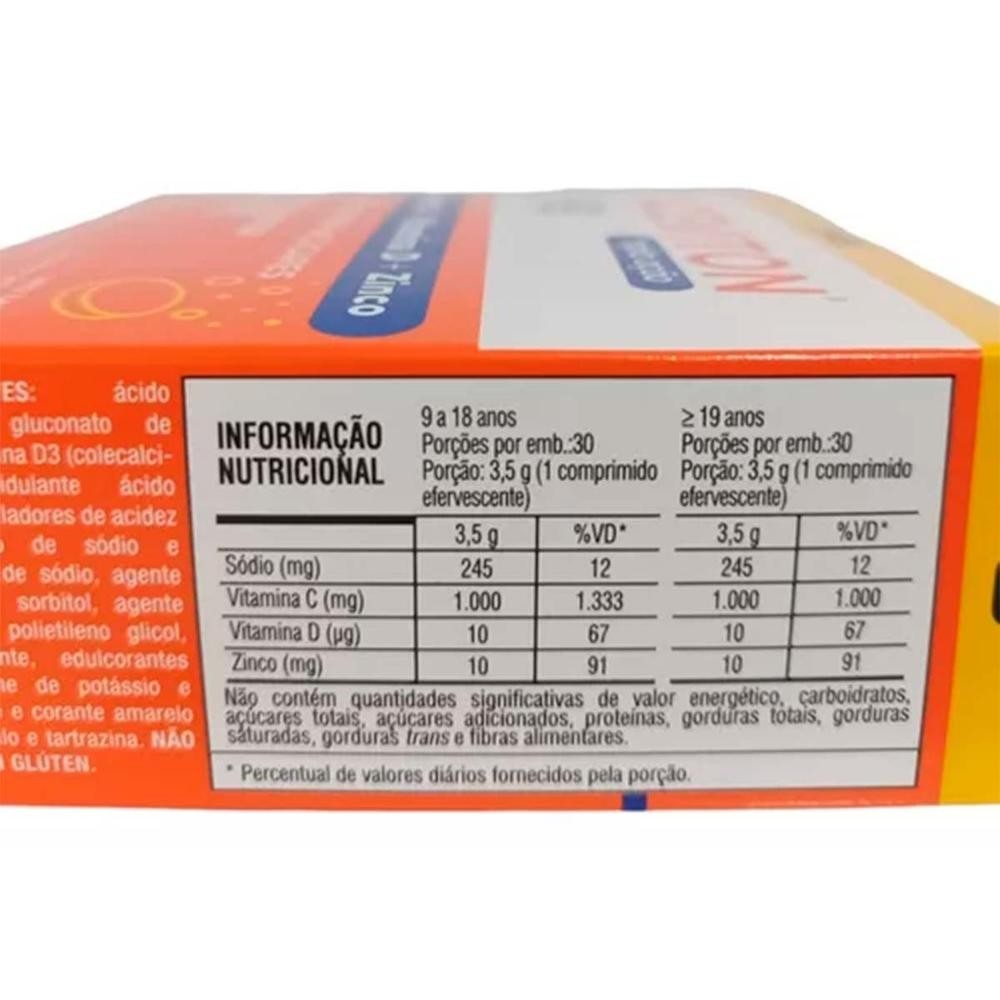 D + Zinco
ES: ácido
gluconato de
na D3 (colecalci-
idulante ácido
ladores de acidez
de sódio e
de sódio, agente
sorbitol, agente
polietileno glicol,
nte, edulcorantes
e de potássio e
e corante amarelo
lo e tartrazina. NÃO
GLÚTEN.
INFORMAÇÃO
NUTRICIONAL
9 a 18 anos
Porções por emb.:30
Porção: 3,5 g (1 comprimido
efervescente)
≥ 19 anos
Porções por emb.:30
Porção: 3,5 g (1 comprimido
efervescente)
3,5 g %VD* 3,5 g %VD*
Sódio (mg) 245 12 245 12
Vitamina C (mg) 1.000 1.333 1.000 1.000
Vitamina D (µg) 10 67 10 67
Zinco (mg) 10 91 10 91
Não contém quantidades significativas de valor energético, carboidratos,
açúcares totais, açúcares adicionados, proteínas, gorduras totais, gorduras
saturadas, gorduras trans e fibras alimentares.
* Percentual de valores diários fornecidos pela porção.